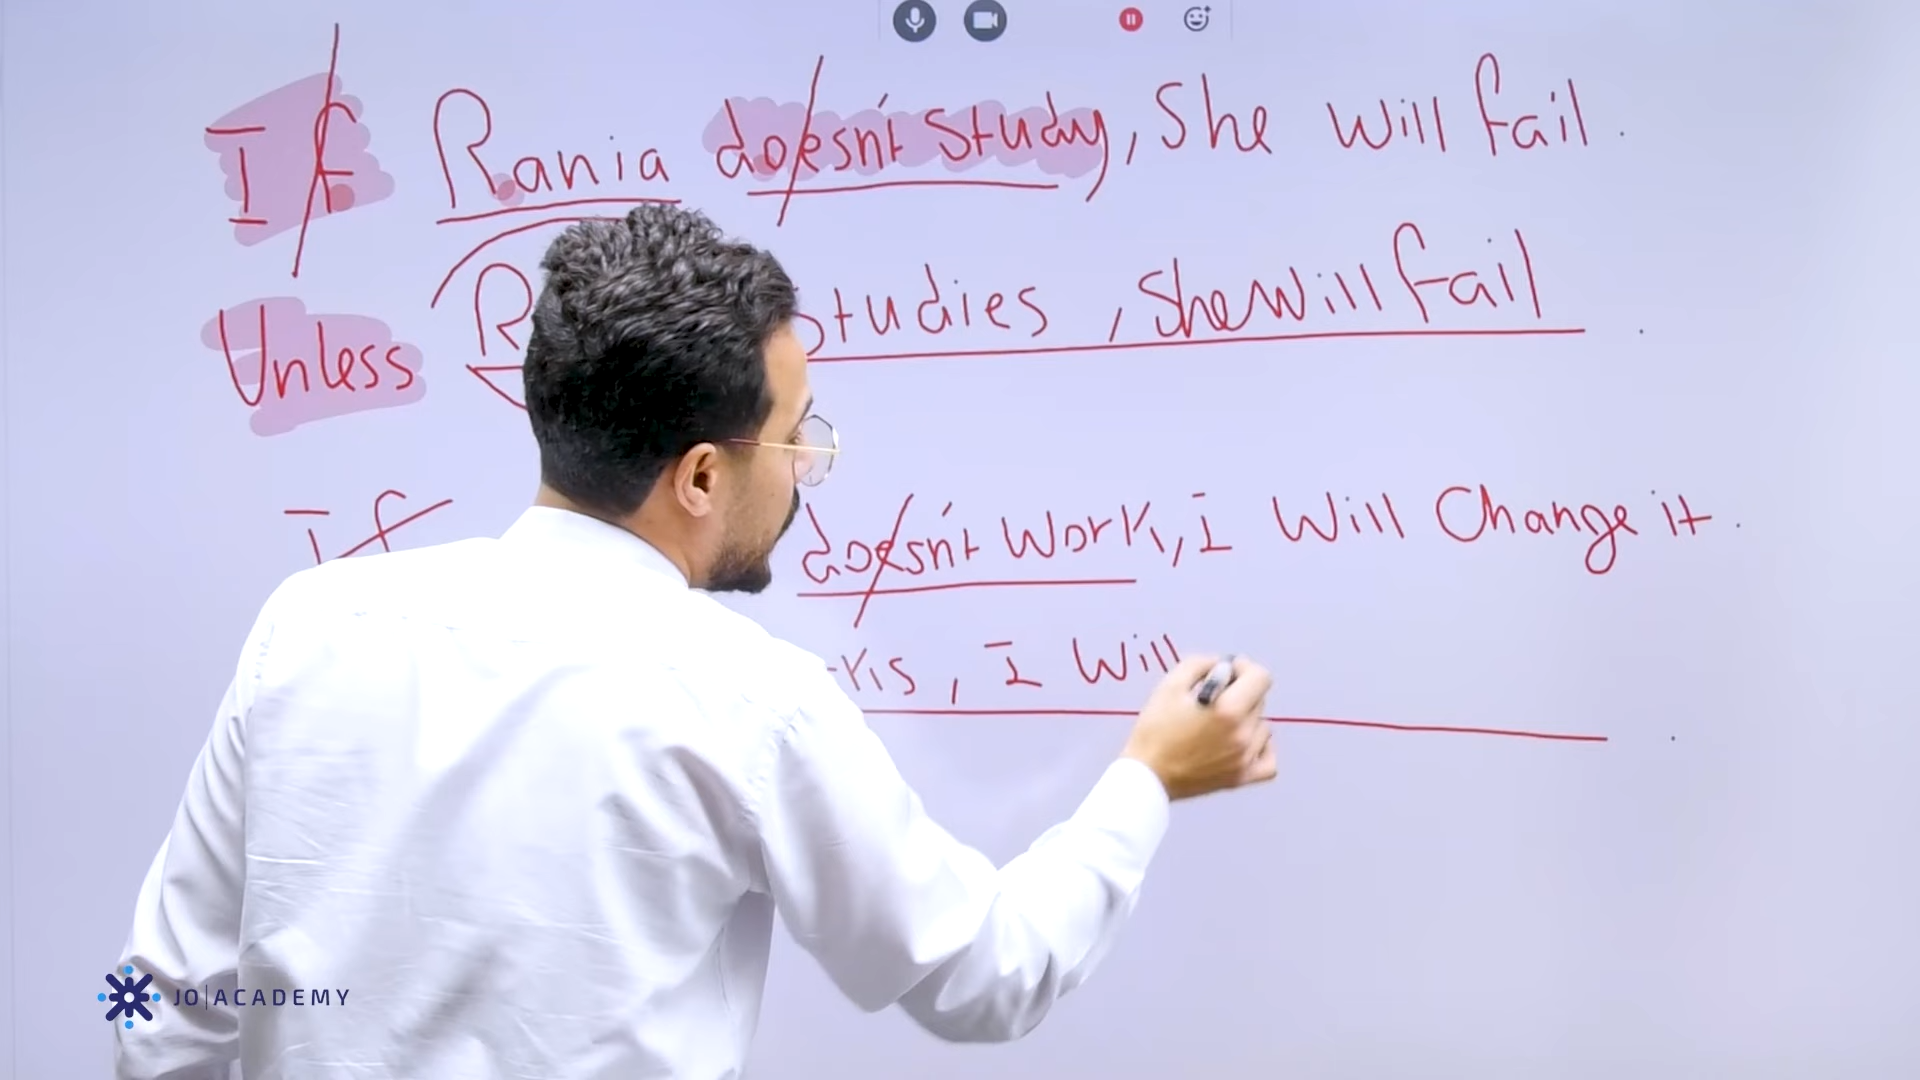 If Rania doesn't study, she will fail.
Unless studies, she will fail
If doesn't work, I will change it.
, I will
JO ACADEMY